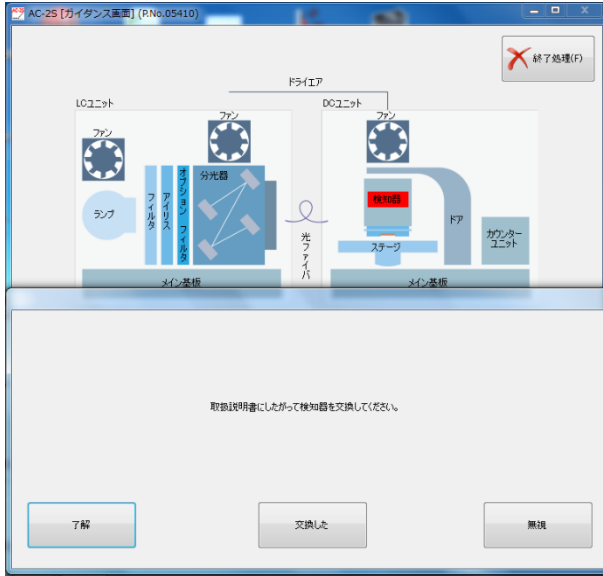 AC-2S [ガイダンス画面] (P.No.05410)
終了処理(F)
ドライエア
LCユニット
DCユニット
ファン
ファン
ファン
ランプ
フィルタ
アイリス
オプション フィルタ
分光器
光ファイバ
検知器
ステージ
ドア
カウンター
ユニット
メイン基板
メイン基板
取扱説明書にしたがって検知器を交換してください。
了解
交換した
無視